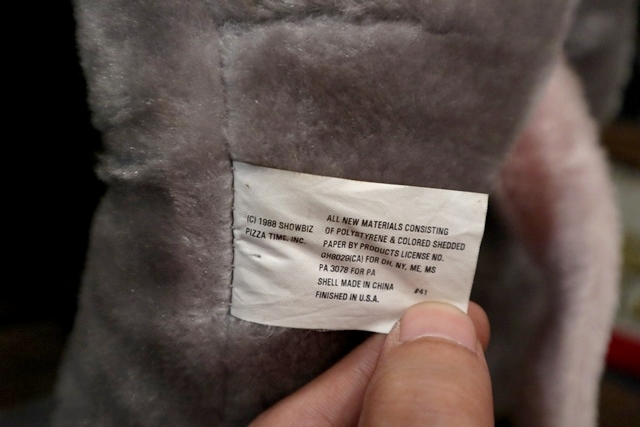 (C) 1988 SHOWBIZ
PIZZA TIME, INC.
ALL NEW MATERIALS CONSISTING
OF POLYSTYRENE & COLORED SHEDDED
PAPER BY PRODUCTS LICENSE NO.
QH8029(CA) FOR OH, NY, ME, MS
PA 3078 FOR PA
SHELL MADE IN CHINA #41
FINISHED IN U.S.A.